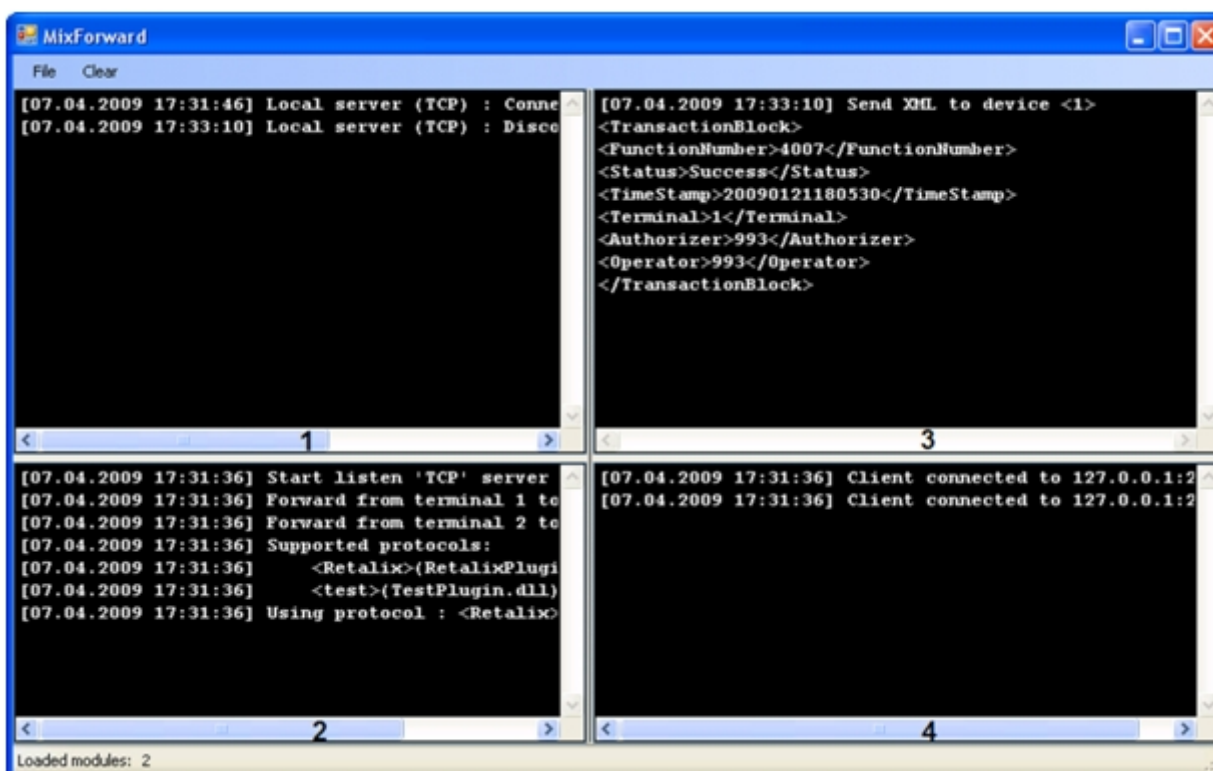 MixForward
File Clear
[07.04.2009 17:31:46] Local server (TCP) : Conne
[07.04.2009 17:33:10] Local server (TCP) : Disco
1
[07.04.2009 17:33:10] Send XML to device <1>
<TransactionBlock>
<FunctionNumber>4007</FunctionNumber>
<Status>Success</Status>
<TimeStamp>20090121180530</TimeStamp>
<Terminal>1</Terminal>
<Authorizer>993</Authorizer>
<Operator>993</Operator>
</TransactionBlock>
3
[07.04.2009 17:31:36] Start listen 'TCP' server
[07.04.2009 17:31:36] Forward from terminal 1 to
[07.04.2009 17:31:36] Forward from terminal 2 to
[07.04.2009 17:31:36] Supported protocols:
[07.04.2009 17:31:36] <Retalix>(RetalixPlugi
[07.04.2009 17:31:36] <test>(TestPlugin.dll)
[07.04.2009 17:31:36] Using protocol : <Retalix>
2
[07.04.2009 17:31:36] Client connected to 127.0.0.1:2
[07.04.2009 17:31:36] Client connected to 127.0.0.1:2
4
Loaded modules: 2